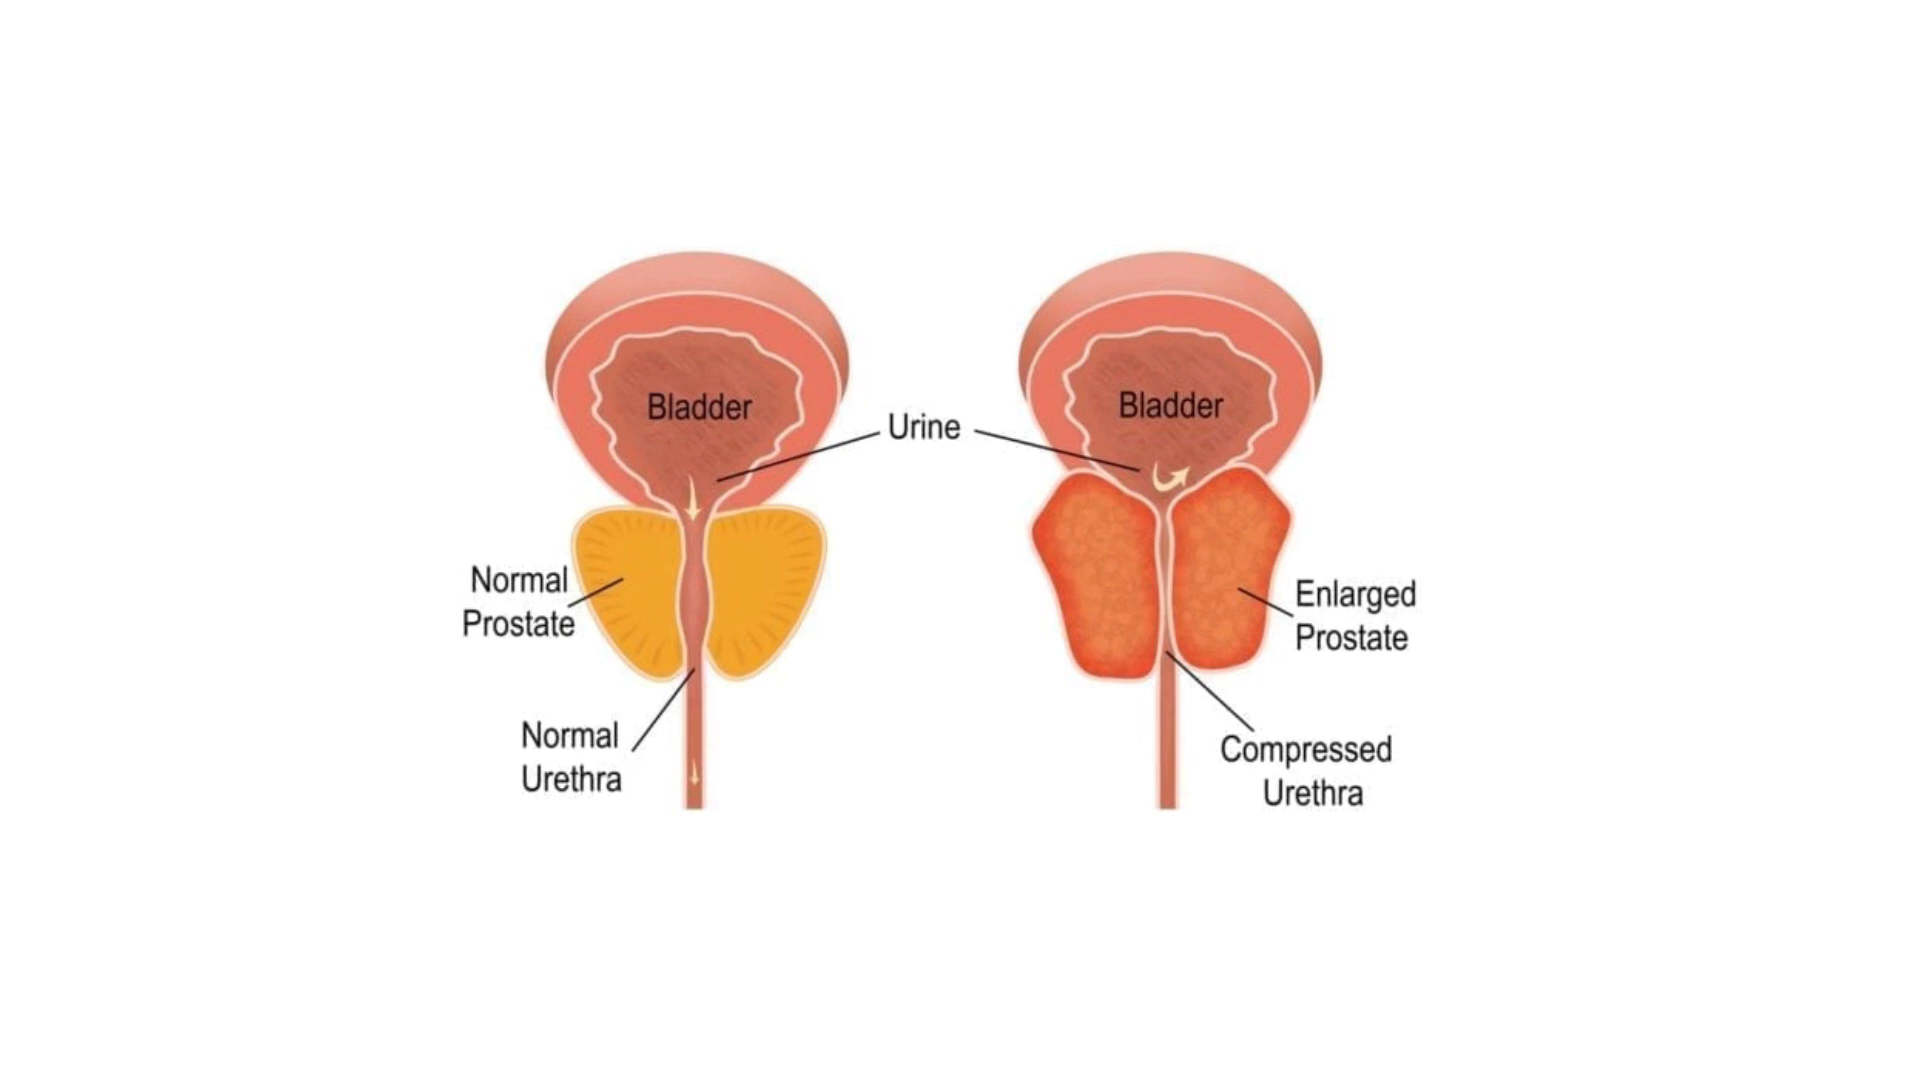 Bladder
Urine
Bladder
Normal
Prostate
Normal
Urethra
Enlarged
Prostate
Compressed
Urethra